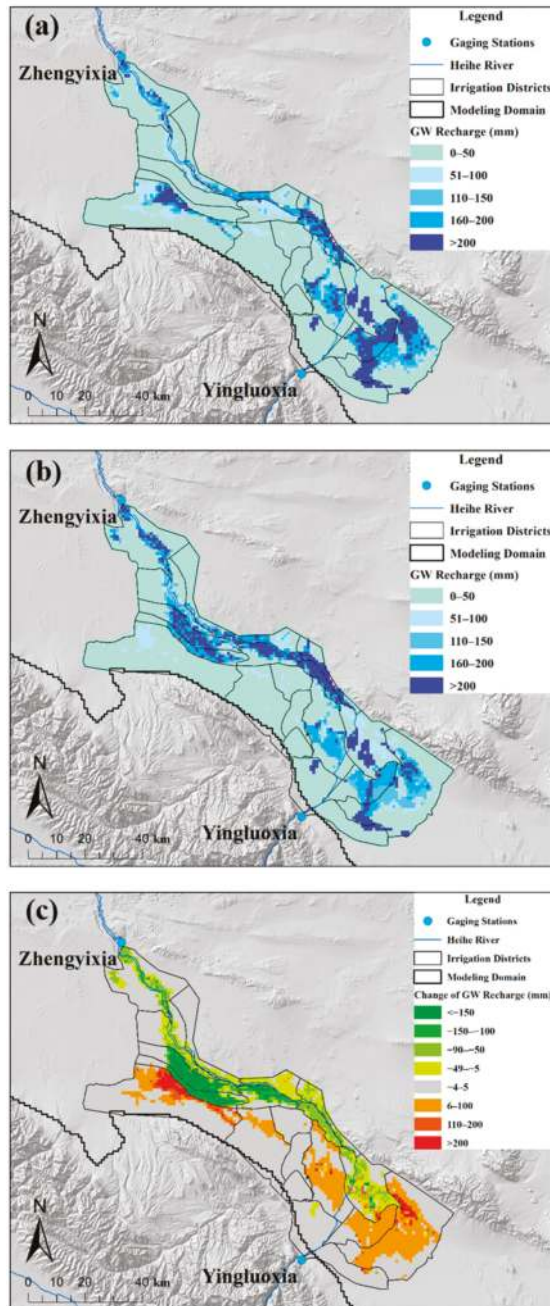 (a)
Legend
Gaging Stations
Zhengyixia
Heihe River
Irrigation Districts
Modeling Domain
GW Recharge (mm)
0–50
51–100
110–150
160–200
>200
N
Yingluoxia
0 10 20 40 km
(b)
Legend
Gaging Stations
Zhengyixia
Heihe River
Irrigation Districts
Modeling Domain
GW Recharge (mm)
0–50
51–100
110–150
160–200
>200
N
Yingluoxia
0 10 20 40 km
(c)
Legend
Gaging Stations
Zhengyixia
Heihe River
Irrigation Districts
Modeling Domain
Change of GW Recharge (mm)
<−150
−150–−100
−90–−50
−49–−5
−4–5
6–100
110–200
>200
N
Yingluoxia
0 10 20 40 km